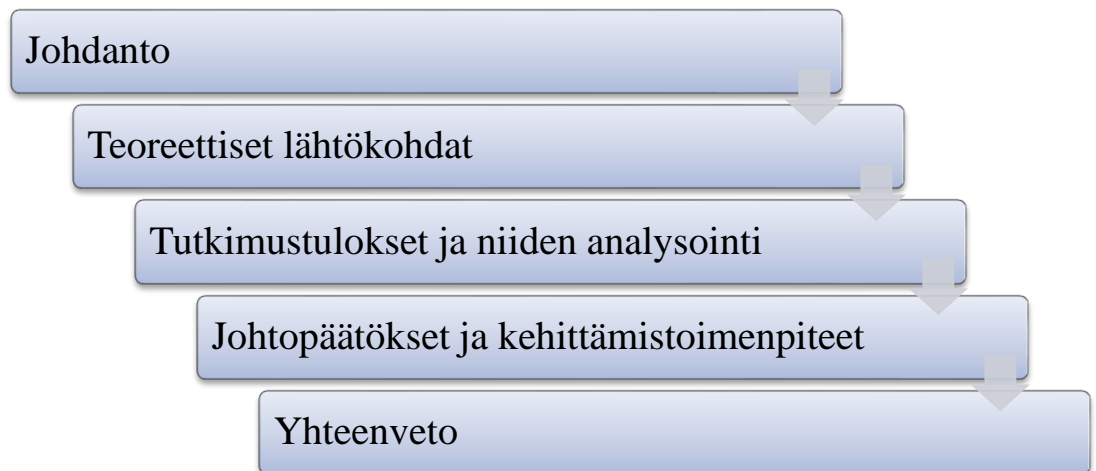 Johdanto
Teoreettiset lähtökohdat
Tutkimustulokset ja niiden analysointi
Johtopäätökset ja kehittämistoimenpiteet
Yhteenveto